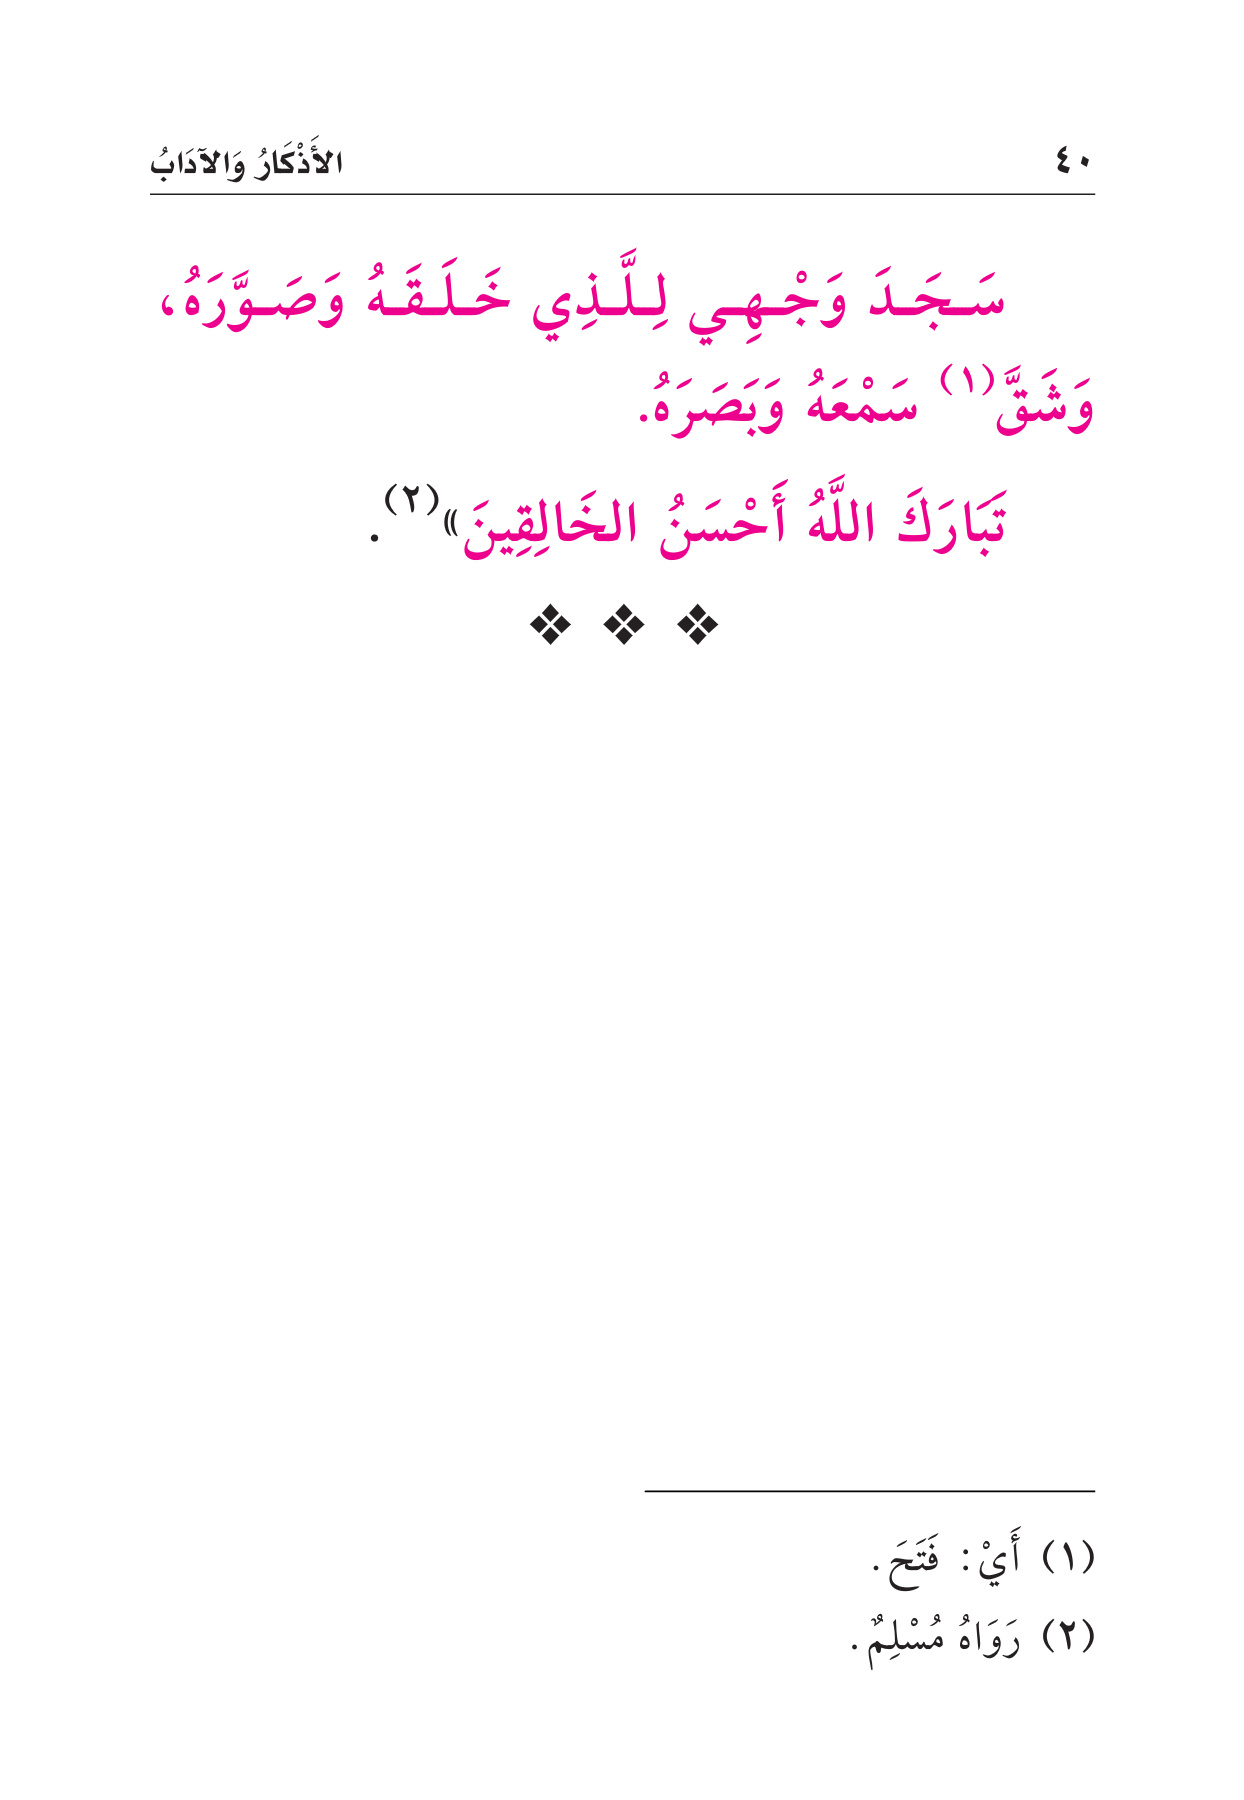 ٤٠ الأَذْكَارُ وَالآدَابُ
سَجَدَ وَجْهِي لِلَّذِي خَلَقَهُ وَصَوَّرَهُ،
وَشَقَّ(١) سَمْعَهُ وَبَصَرَهُ.
تَبَارَكَ اللَّهُ أَحْسَنُ الخَالِقِينَ»(٢).
❖ ❖ ❖
(١) أَيْ: فَتَحَ.
(٢) رَوَاهُ مُسْلِمٌ.